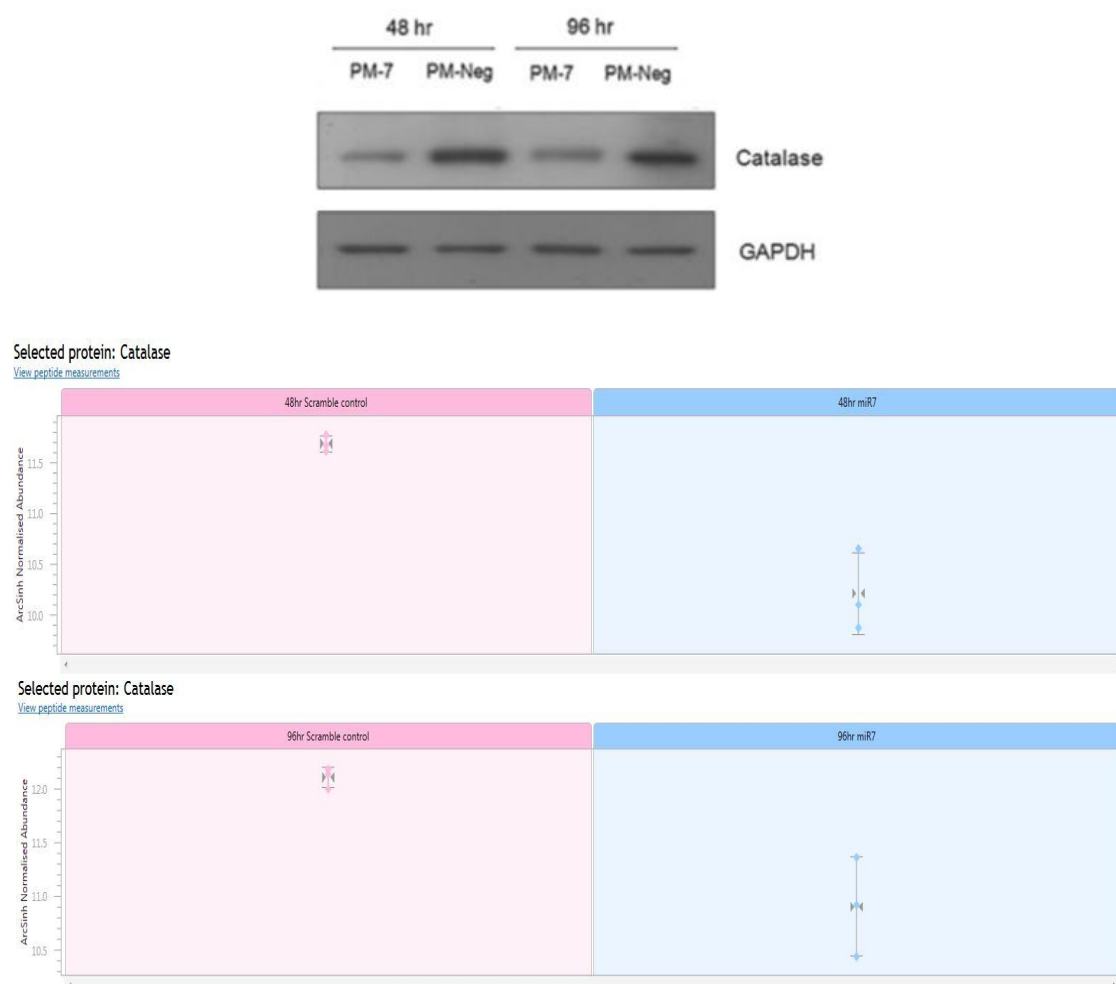 48 hr 96 hr
PM-7 PM-Neg PM-7 PM-Neg
Catalase
GAPDH
Selected protein: Catalase
View peptide measurements
48hr Scramble control 48hr miR7
ArcSinh Normalised Abundance
11.5
11.0
10.5
10.0
Selected protein: Catalase
View peptide measurements
96hr Scramble control 96hr miR7
ArcSinh Normalised Abundance
12.0
11.5
11.0
10.5